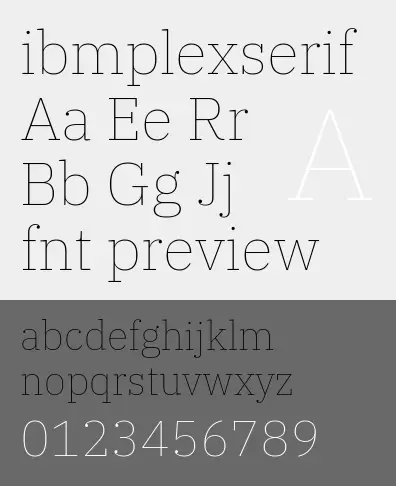 ibmplexserif
Aa Ee Rr
A
Bb Gg Jj
fnt preview
abcdefghijklm
nopqrstuvwxyz
0123456789